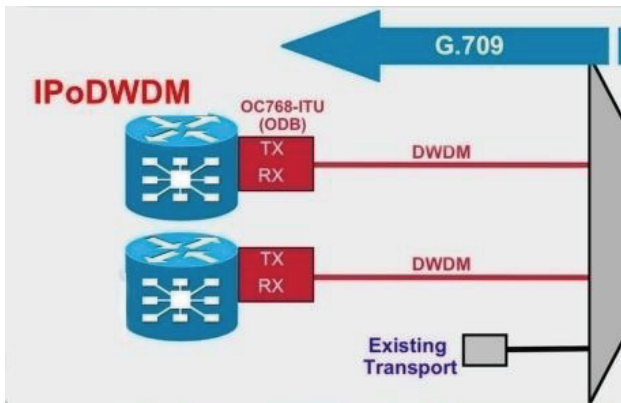 G.709
IPoDWDM
OC768-ITU
(ODB)
TX
RX
DWDM
TX
RX
DWDM
Existing
Transport